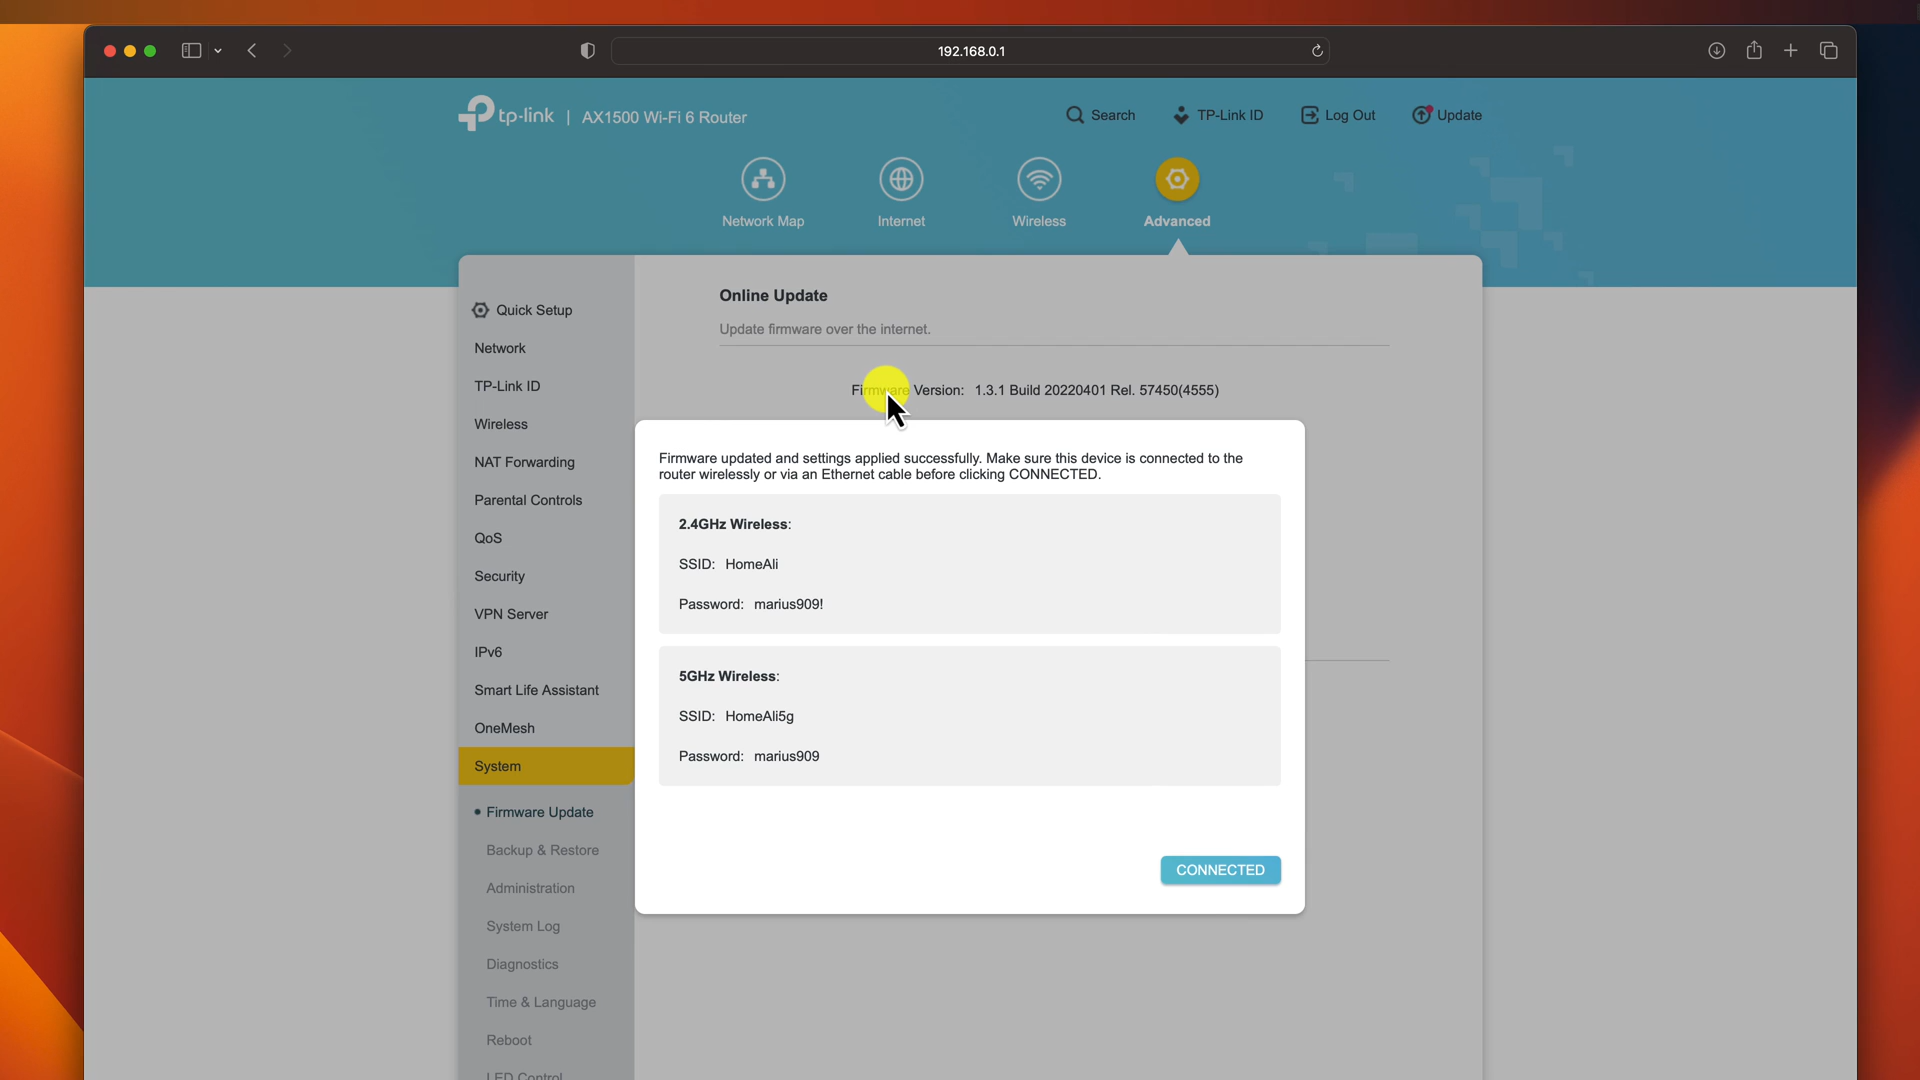 192.168.0.1
tp-link | AX1500 Wi-Fi 6 Router
Search
TP-Link ID
Log Out
Update
Network Map
Internet
Wireless
Advanced
Quick Setup
Network
TP-Link ID
Wireless
NAT Forwarding
Parental Controls
QoS
Security
VPN Server
IPv6
Smart Life Assistant
OneMesh
System
Firmware Update
Backup & Restore
Administration
System Log
Diagnostics
Time & Language
Reboot
LED Control
Online Update
Update firmware over the internet.
Firmware Version: 1.3.1 Build 20220401 Rel. 57450(4555)
Firmware updated and settings applied successfully. Make sure this device is connected to the
router wirelessly or via an Ethernet cable before clicking CONNECTED.
2.4GHz Wireless:
SSID: HomeAli
Password: marius909!
5GHz Wireless:
SSID: HomeAli5g
Password: marius909
CONNECTED